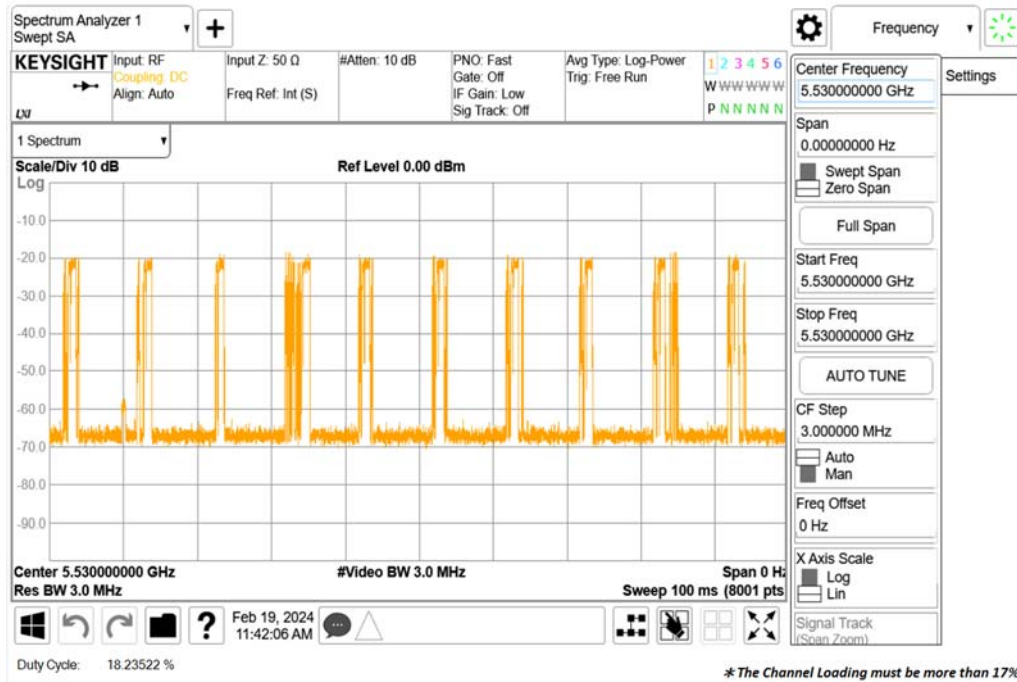 Spectrum Analyzer 1
Swept SA
Frequency
KEYSIGHT
Input: RF
Coupling: DC
Align: Auto
Input Z: 50 Ω
Freq Ref: Int (S)
#Atten: 10 dB
PNO: Fast
Gate: Off
IF Gain: Low
Sig Track: Off
Avg Type: Log-Power
Trig: Free Run
1 2 3 4 5 6
W W W W W W
P N N N N N
LXI
1 Spectrum
Scale/Div 10 dB
Ref Level 0.00 dBm
Log
-10.0
-20.0
-30.0
-40.0
-50.0
-60.0
-70.0
-80.0
-90.0
Center 5.530000000 GHz
#Video BW 3.0 MHz
Span 0 Hz
Res BW 3.0 MHz
Sweep 100 ms (8001 pts
Center Frequency
5.530000000 GHz
Settings
Span
0.00000000 Hz
Swept Span
Zero Span
Full Span
Start Freq
5.530000000 GHz
Stop Freq
5.530000000 GHz
AUTO TUNE
CF Step
3.000000 MHz
Auto
Man
Freq Offset
0 Hz
X Axis Scale
Log
Lin
Signal Track
(Span Zoom)
?
Feb 19, 2024
11:42:06 AM
Duty Cycle: 18.23522 %
* The Channel Loading must be more than 17%